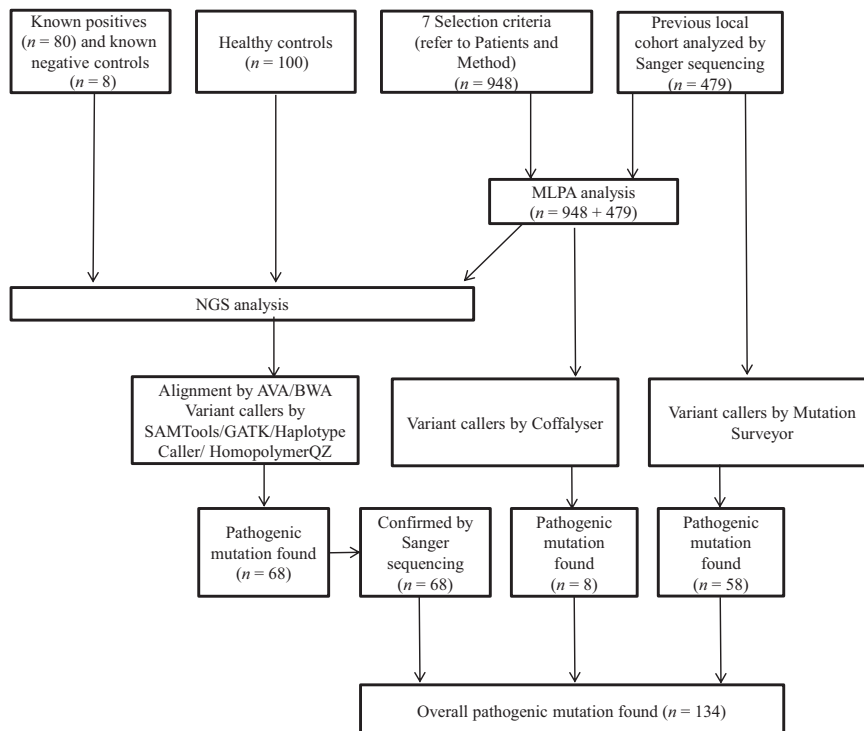 Known positives
(n = 80) and known
negative controls
(n = 8)
Healthy controls
(n = 100)
7 Selection criteria
(refer to Patients and
Method)
n = 948)
Previous local
cohort analyzed by
Sanger sequencing
(n = 479)
MLPA analysis
(n = 948 + 479)
NGS analysis
Alignment by AVA/BWA
Variant callers by
SAMTools/GATK/Haplotype
Caller/ HomopolymerQZ
Variant callers by Coffalyser
Variant callers by Mutation
Surveyor
Pathogenic
mutation found
(n = 68)
Confirmed by
Sanger
sequencing
(n = 68)
Pathogenic
mutation
found
(n = 8)
Pathogenic
mutation
found
(n = 58)
Overall pathogenic mutation found (n = 134)